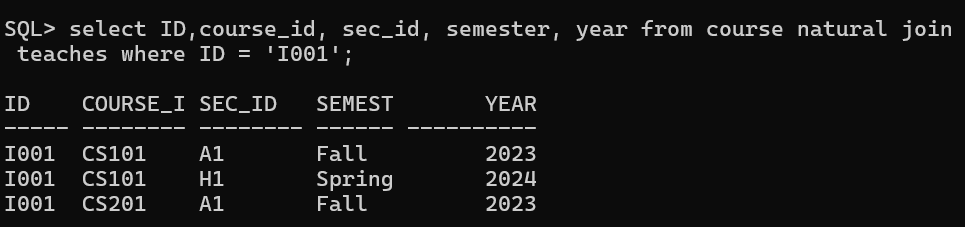 SQL> select ID,course_id, sec_id, semester, year from course natural join
 teaches where ID = 'I001';

ID    COURSE_I SEC_ID   SEMEST       YEAR
----- -------- -------- ------ ----------
I001  CS101    A1       Fall         2023
I001  CS101    H1       Spring       2024
I001  CS201    A1       Fall         2023